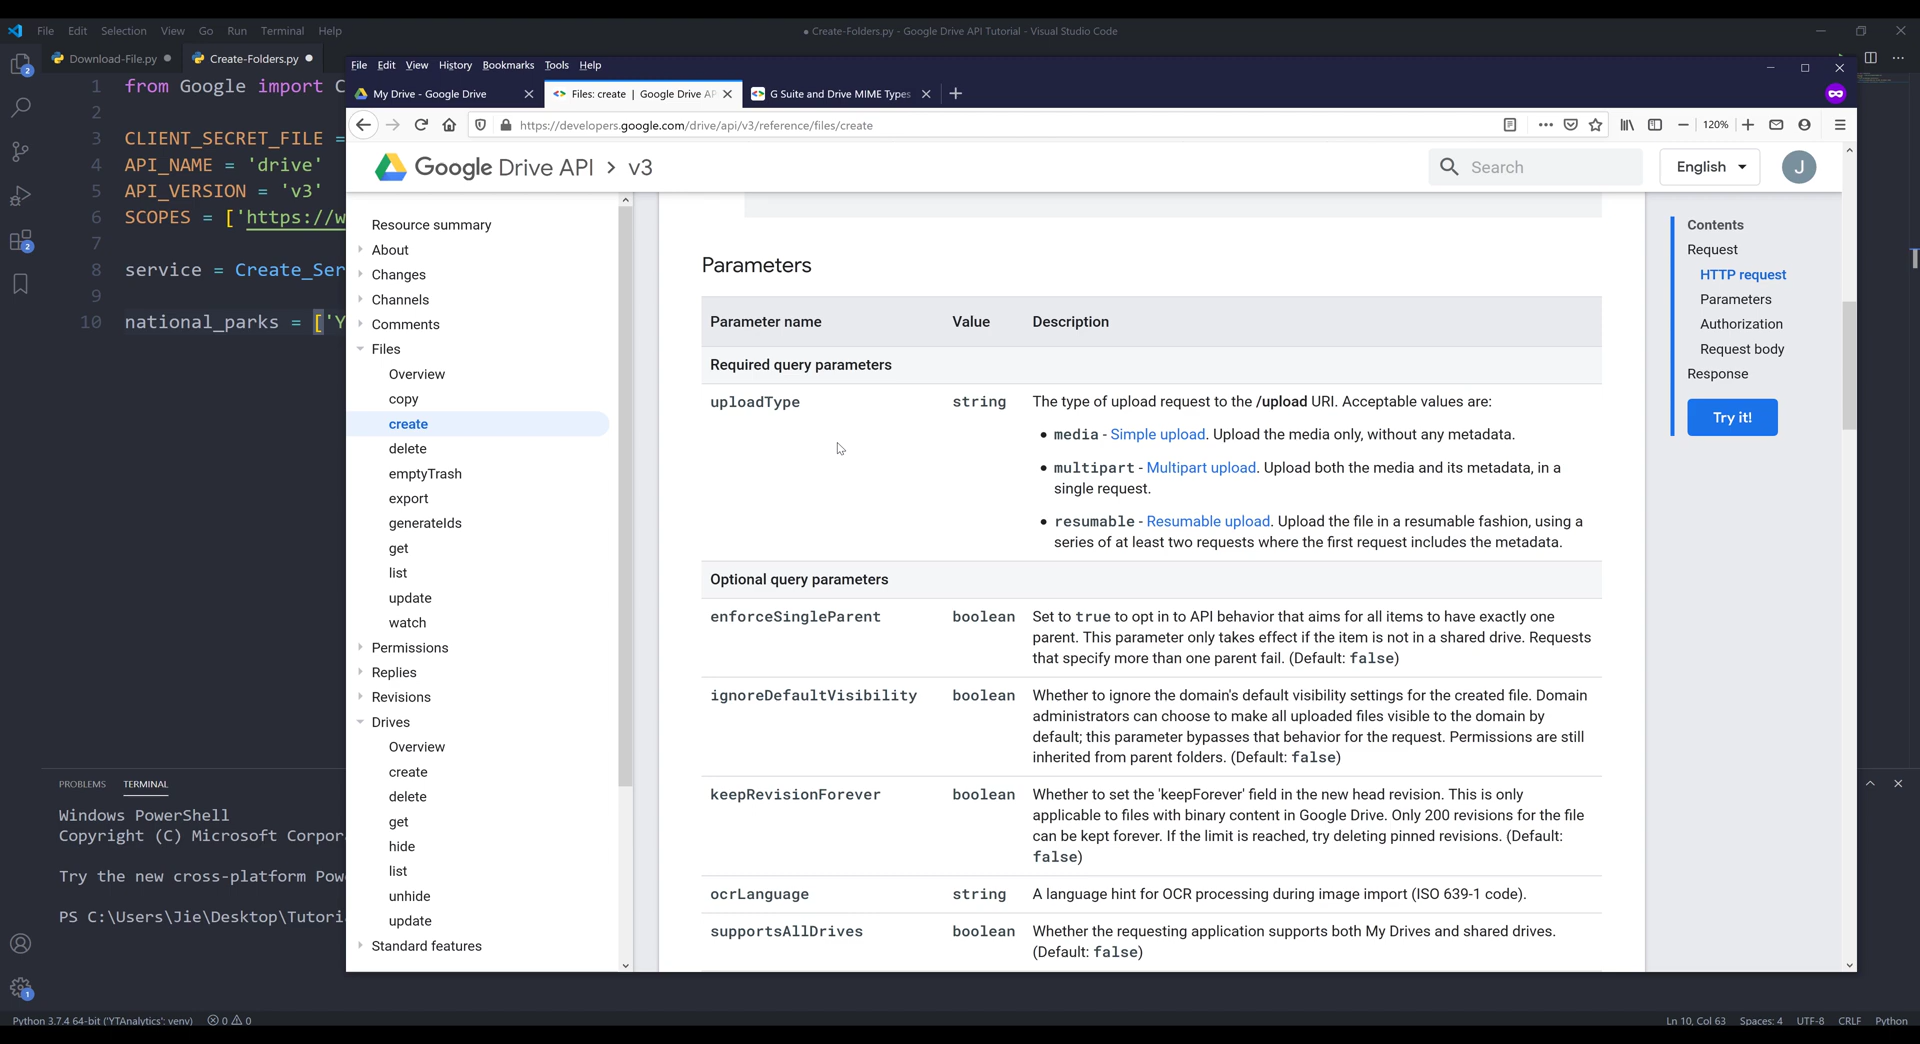 File Edit Selection View Go Run Terminal Help
• Create-Folders.py - Google Drive API Tutorial - Visual Studio Code
Download-File.py
Create-Folders.py
1 from Google import C
2
3 CLIENT_SECRET_FILE =
4 API_NAME = 'drive'
5 API_VERSION = 'v3'
6 SCOPES = ['https://w
7
8 service = Create_Ser
9
10 national_parks = ['Y
PROBLEMS TERMINAL
Windows PowerShell
Copyright (C) Microsoft Corpor
Try the new cross-platform Pow
PS C:\Users\Jie\Desktop\Tutori
2
2
1
File Edit View History Bookmarks Tools Help
My Drive - Google Drive
Files: create | Google Drive AP
G Suite and Drive MIME Types
https://developers.google.com/drive/api/v3/reference/files/create
120%
Google Drive API > v3
Search
English
J
Resource summary
About
Changes
Channels
Comments
Files
Overview
copy
create
delete
emptyTrash
export
generateIds
get
list
update
watch
Permissions
Replies
Revisions
Drives
Overview
create
delete
get
hide
list
unhide
update
Standard features
Parameters
Parameter name Value Description
Required query parameters
uploadType string The type of upload request to the /upload URI. Acceptable values are:
• media - Simple upload. Upload the media only, without any metadata.
• multipart - Multipart upload. Upload both the media and its metadata, in a
single request.
• resumable - Resumable upload. Upload the file in a resumable fashion, using a
series of at least two requests where the first request includes the metadata.
Optional query parameters
enforceSingleParent boolean Set to true to opt in to API behavior that aims for all items to have exactly one
parent. This parameter only takes effect if the item is not in a shared drive. Requests
that specify more than one parent fail. (Default: false)
ignoreDefaultVisibility boolean Whether to ignore the domain's default visibility settings for the created file. Domain
administrators can choose to make all uploaded files visible to the domain by
default; this parameter bypasses that behavior for the request. Permissions are still
inherited from parent folders. (Default: false)
keepRevisionForever boolean Whether to set the 'keepForever' field in the new head revision. This is only
applicable to files with binary content in Google Drive. Only 200 revisions for the file
can be kept forever. If the limit is reached, try deleting pinned revisions. (Default:
false)
ocrLanguage string A language hint for OCR processing during image import (ISO 639-1 code).
supportsAllDrives boolean Whether the requesting application supports both My Drives and shared drives.
(Default: false)
Contents
Request
HTTP request
Parameters
Authorization
Request body
Response
Try it!
Python 3.7.4 64-bit ('YTAnalytics': venv) 0 0
Ln 10, Col 63 Spaces: 4 UTF-8 CRLF Python